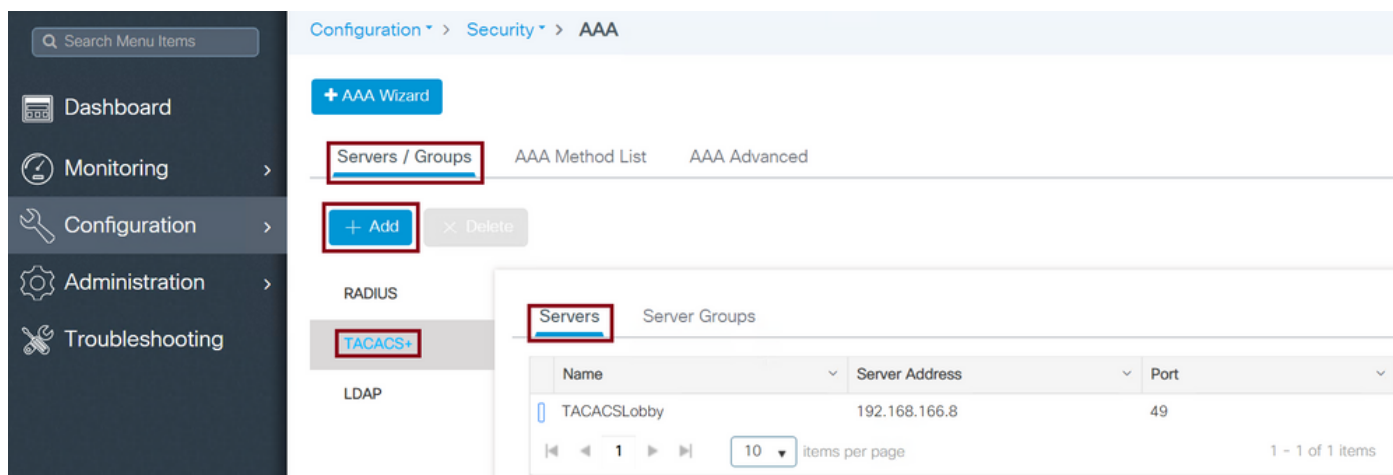 Search Menu Items
Dashboard
Monitoring
Configuration
Administration
Troubleshooting
Configuration > Security > AAA
+ AAA Wizard
Servers / Groups AAA Method List AAA Advanced
+ Add × Delete
RADIUS
TACACS+
LDAP
Servers Server Groups
Name Server Address Port
TACACSLobby 192.168.166.8 49
1 10 items per page 1 - 1 of 1 items